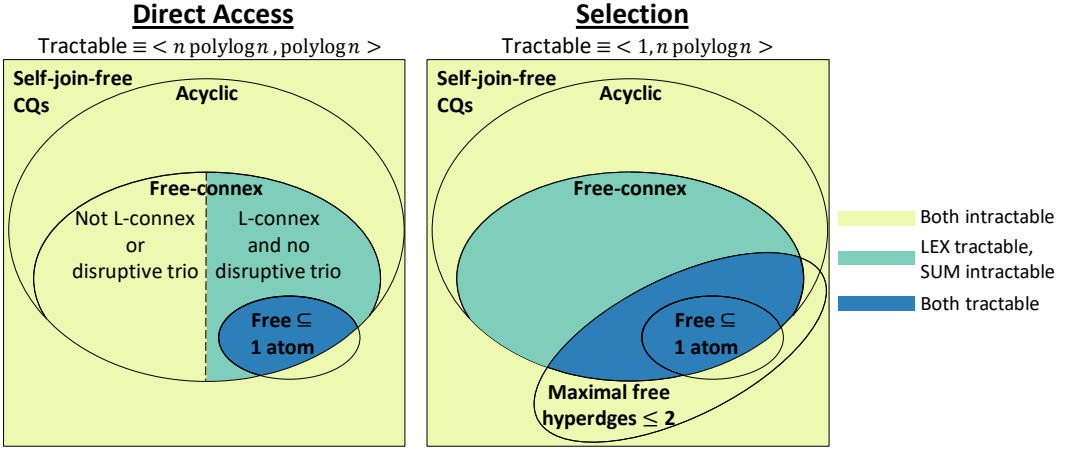 Direct Access
Tractable ≡ < n polylog n , polylog n >
Self-join-free
CQs
Acyclic
Free-connex
Not L-connex
or
disruptive trio
L-connex
and no
disruptive trio
Free ⊆
1 atom
Selection
Tractable ≡ < 1, n polylog n >
Self-join-free
CQs
Acyclic
Free-connex
Free ⊆
1 atom
Maximal free
hyperdges ≤ 2
Both intractable
LEX tractable,
SUM intractable
Both tractable